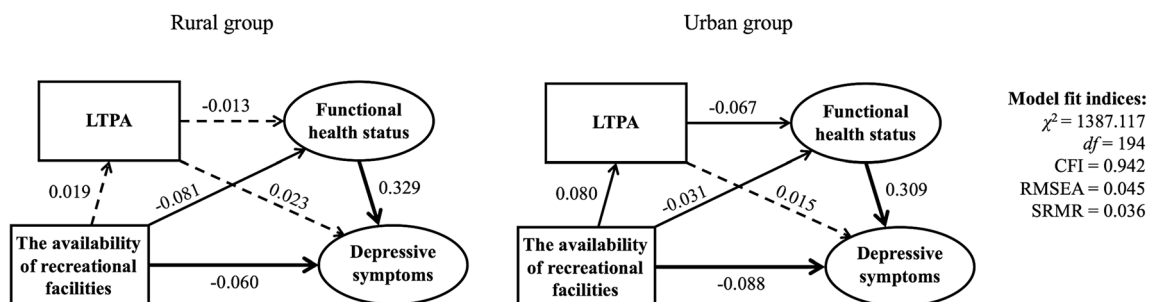 Rural group
LTPA
-0.013
Functional
health status
0.019
-0.081
0.023
0.329
The availability
of recreational
facilities
-0.060
Depressive
symptoms
Urban group
LTPA
-0.067
Functional
health status
0.080
-0.031
0.015
0.309
The availability
of recreational
facilities
-0.088
Depressive
symptoms
Model fit indices:
χ² = 1387.117
df = 194
CFI = 0.942
RMSEA = 0.045
SRMR = 0.036